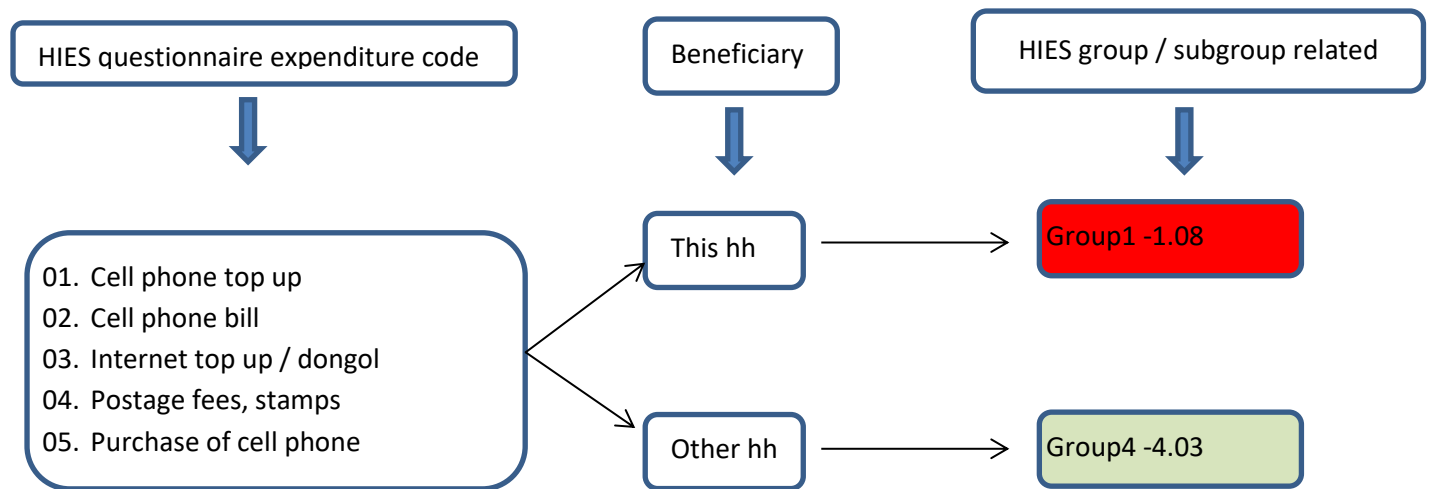 HIES questionnaire expenditure code
Beneficiary
HIES group / subgroup related
01. Cell phone top up
02. Cell phone bill
03. Internet top up / dongol
04. Postage fees, stamps
05. Purchase of cell phone
This hh
Group1 -1.08
Other hh
Group4 -4.03